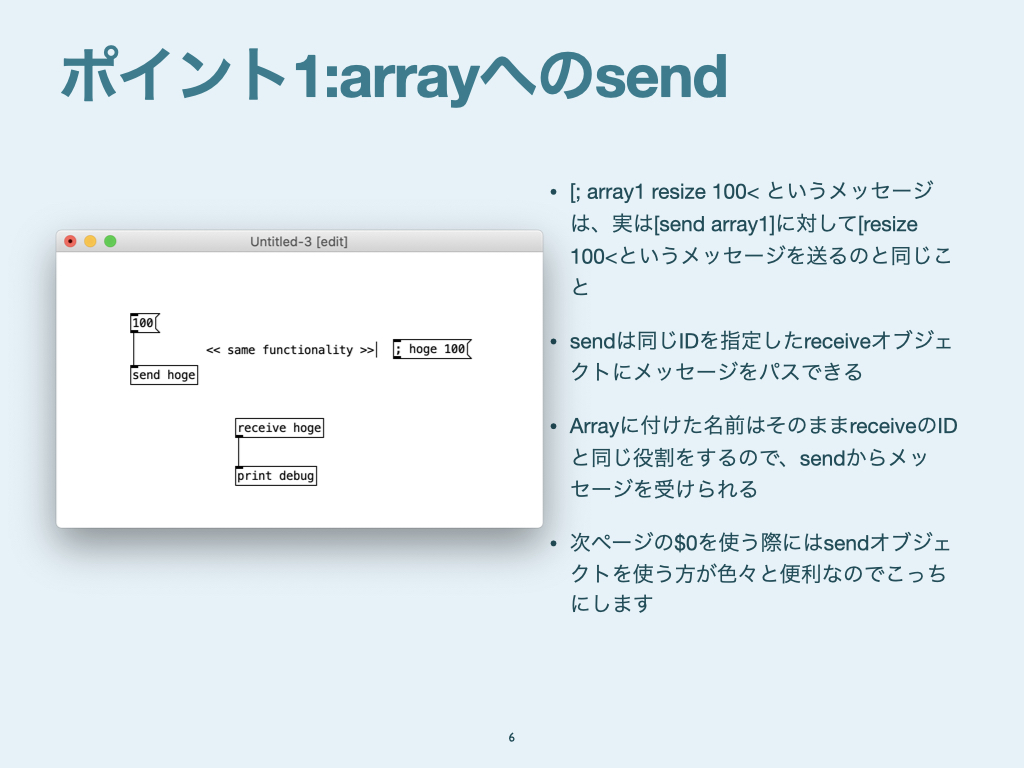 ポイント1:arrayへのsend
Untitled-3 [edit]
100
<< same functionality >>
; hoge 100
send hoge
receive hoge
print debug
• [; array1 resize 100< というメッセージ
は、実は[send array1]に対して[resize
100<というメッセージを送るのと同じこ
と
• sendは同じIDを指定したreceiveオブジェ
クトにメッセージをパスできる
• Arrayに付けた名前はそのままreceiveのID
と同じ役割をするので、sendからメッ
セージを受けられる
• 次ページの$0を使う際にはsendオブジェ
クトを使う方が色々と便利なのでこっち
にします
6